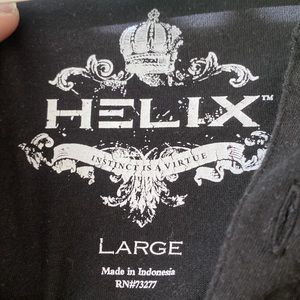 HELIX™
INSTINCT IS A VIRTUE
LARGE
Made in Indonesia
RN#73277